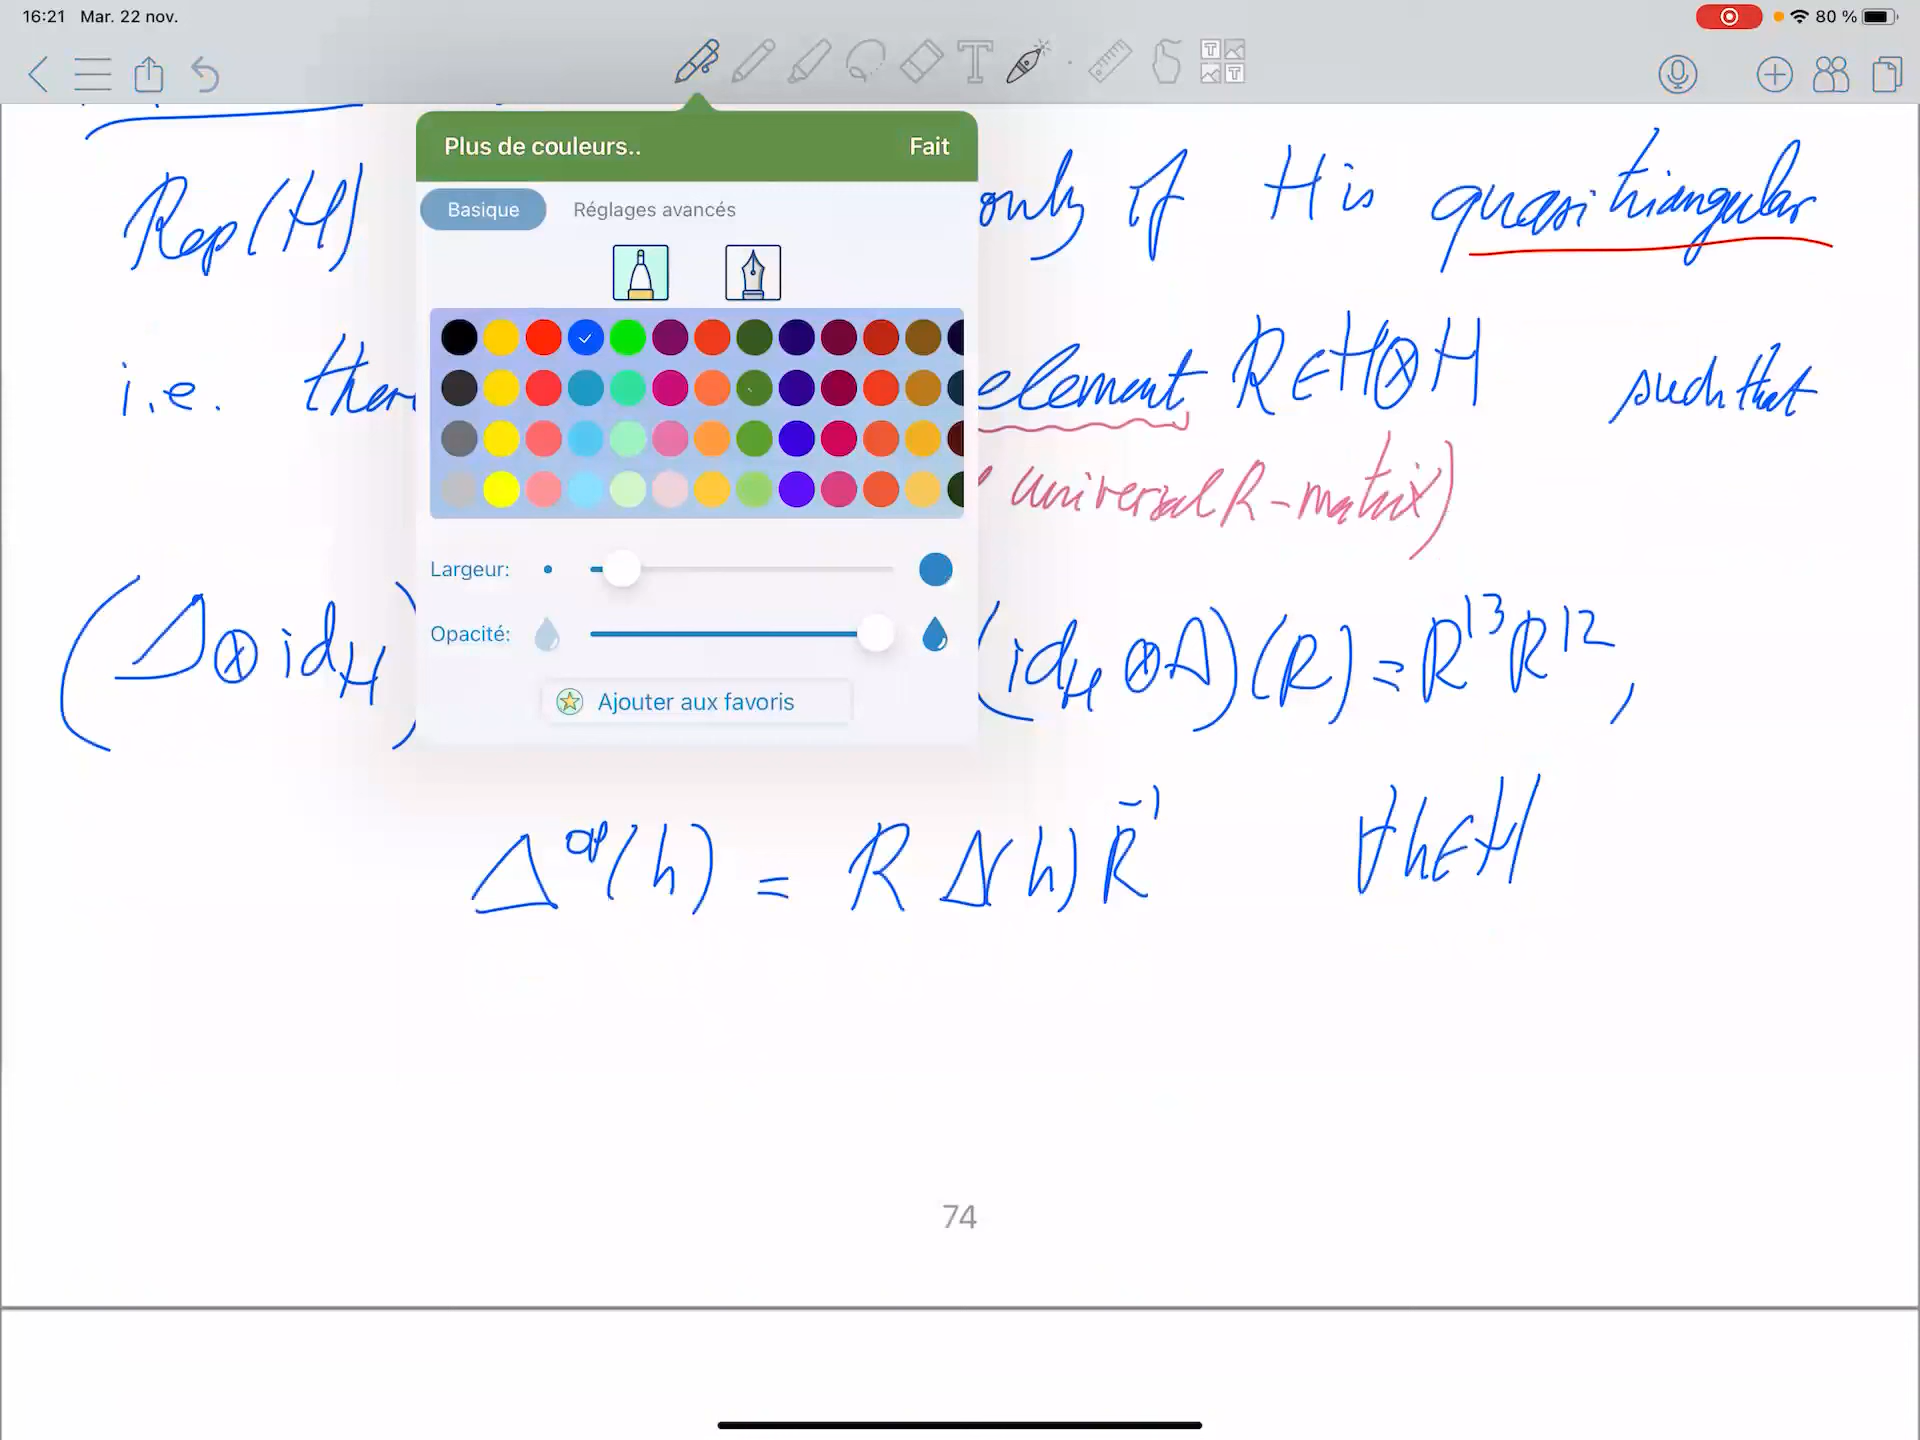 16:21 Mar. 22 nov. 80 %
Plus de couleurs.. Fait
Basique Réglages avancés
Largeur:
Opacité:
Ajouter aux favoris
Rep(H) only if H is quasitriangular
i.e. ther element R∈H⊗H such that
universal R-matrix)
(Δ⊗id_H) (id_H⊗Δ)(R)=R^13R^12,
Δ^op(h) = R Δ(h)R^-1 ∀h∈H
74